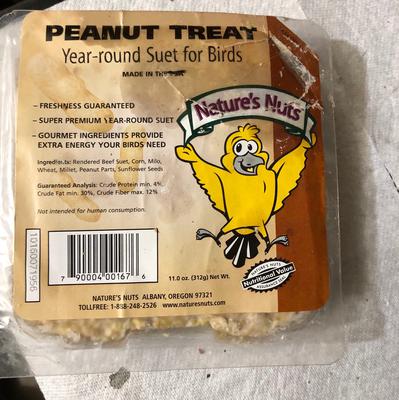 PEANUT TREAT
Year-round Suet for Birds
MADE IN THE USA
Nature's Nuts
– FRESHNESS GUARANTEED
– SUPER PREMIUM YEAR-ROUND SUET
– GOURMET INGREDIENTS PROVIDE
EXTRA ENERGY YOUR BIRDS NEED
Ingredients: Rendered Beef Suet, Corn, Milo,
Wheat, Millet, Peanut Parts, Sunflower Seeds
Guaranteed Analysis: Crude Protein min. 4%,
Crude Fat min. 30%, Crude Fiber max. 12%
Not intended for human consumption.
10160071956
7 90004 00167 6
11.0 oz. (312g) Net Wt.
NATURE'S NUTS
Nutritional Value
NATURE'S NUTS ALBANY, OREGON 97321
TOLLFREE: 1-888-248-2526 www.naturesnuts.com